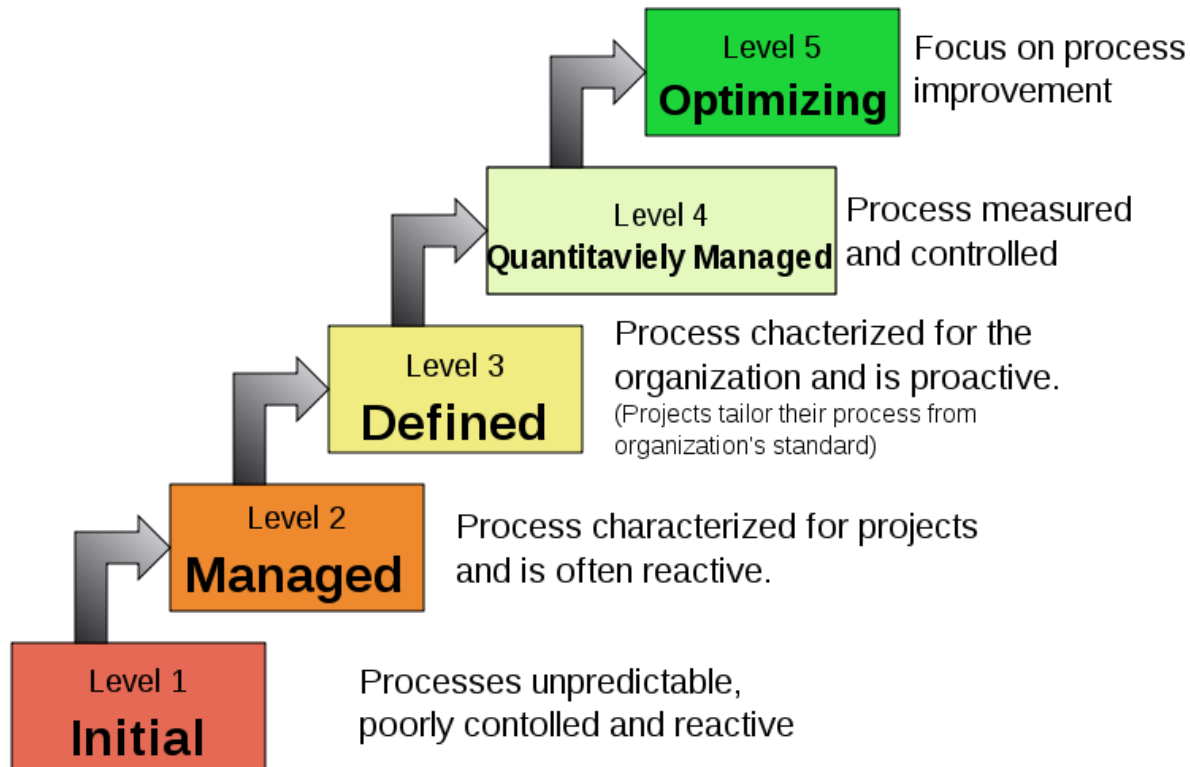 Level 5
Optimizing
Focus on process
improvement
Level 4
Quantitaviely Managed
Process measured
and controlled
Level 3
Defined
Process chacterized for the
organization and is proactive.
(Projects tailor their process from
organization's standard)
Level 2
Managed
Process characterized for projects
and is often reactive.
Level 1
Initial
Processes unpredictable,
poorly contolled and reactive